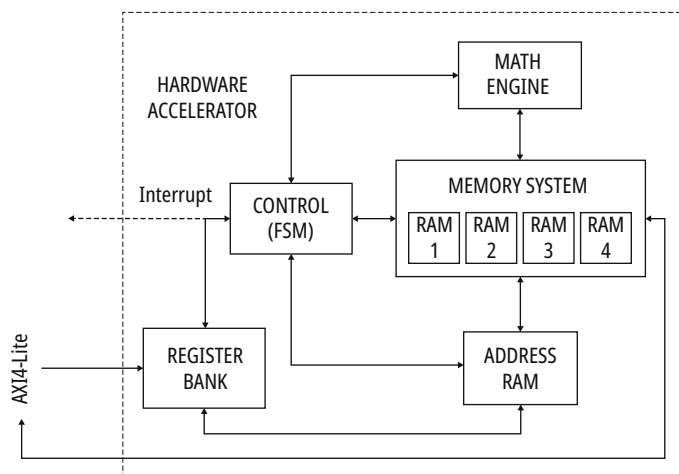 HARDWARE
ACCELERATOR
MATH
ENGINE
Interrupt
CONTROL
(FSM)
MEMORY SYSTEM
RAM
1
RAM
2
RAM
3
RAM
4
AXI4-Lite
REGISTER
BANK
ADDRESS
RAM